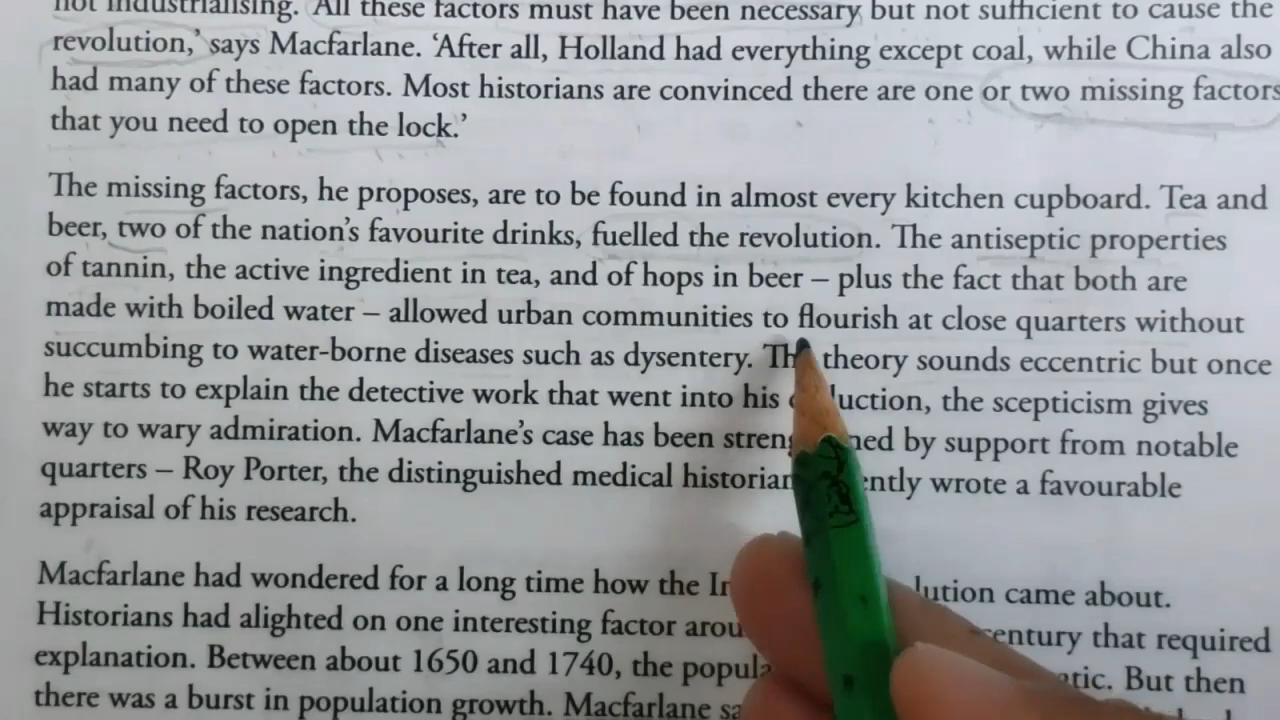 not industrialising. All these factors must have been necessary but not sufficient to cause the
revolution,' says Macfarlane. 'After all, Holland had everything except coal, while China also
had many of these factors. Most historians are convinced there are one or two missing factors
that you need to open the lock.'
The missing factors, he proposes, are to be found in almost every kitchen cupboard. Tea and
beer, two of the nation's favourite drinks, fuelled the revolution. The antiseptic properties
of tannin, the active ingredient in tea, and of hops in beer – plus the fact that both are
made with boiled water – allowed urban communities to flourish at close quarters without
succumbing to water-borne diseases such as dysentery. theory sounds eccentric but once
he starts to explain the detective work that went into his the scepticism gives
way to wary admiration. Macfarlane's case has been by support from notable
quarters – Roy Porter, the distinguished medical wrote a favourable
appraisal of his research.
Macfarlane had wondered for a long time how the came about.
Historians had alighted on one interesting factor century that required
explanation. Between about 1650 and 1740, the But then
there was a burst in population growth. Macfarlane